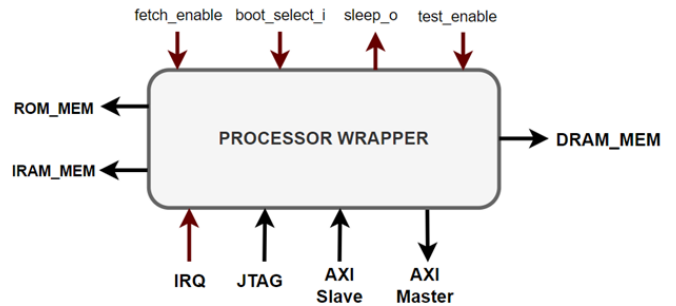 fetch_enable boot_select_i sleep_o test_enable
ROM_MEM
PROCESSOR WRAPPER
DRAM_MEM
IRAM_MEM
IRQ
JTAG
AXI
Slave
AXI
Master